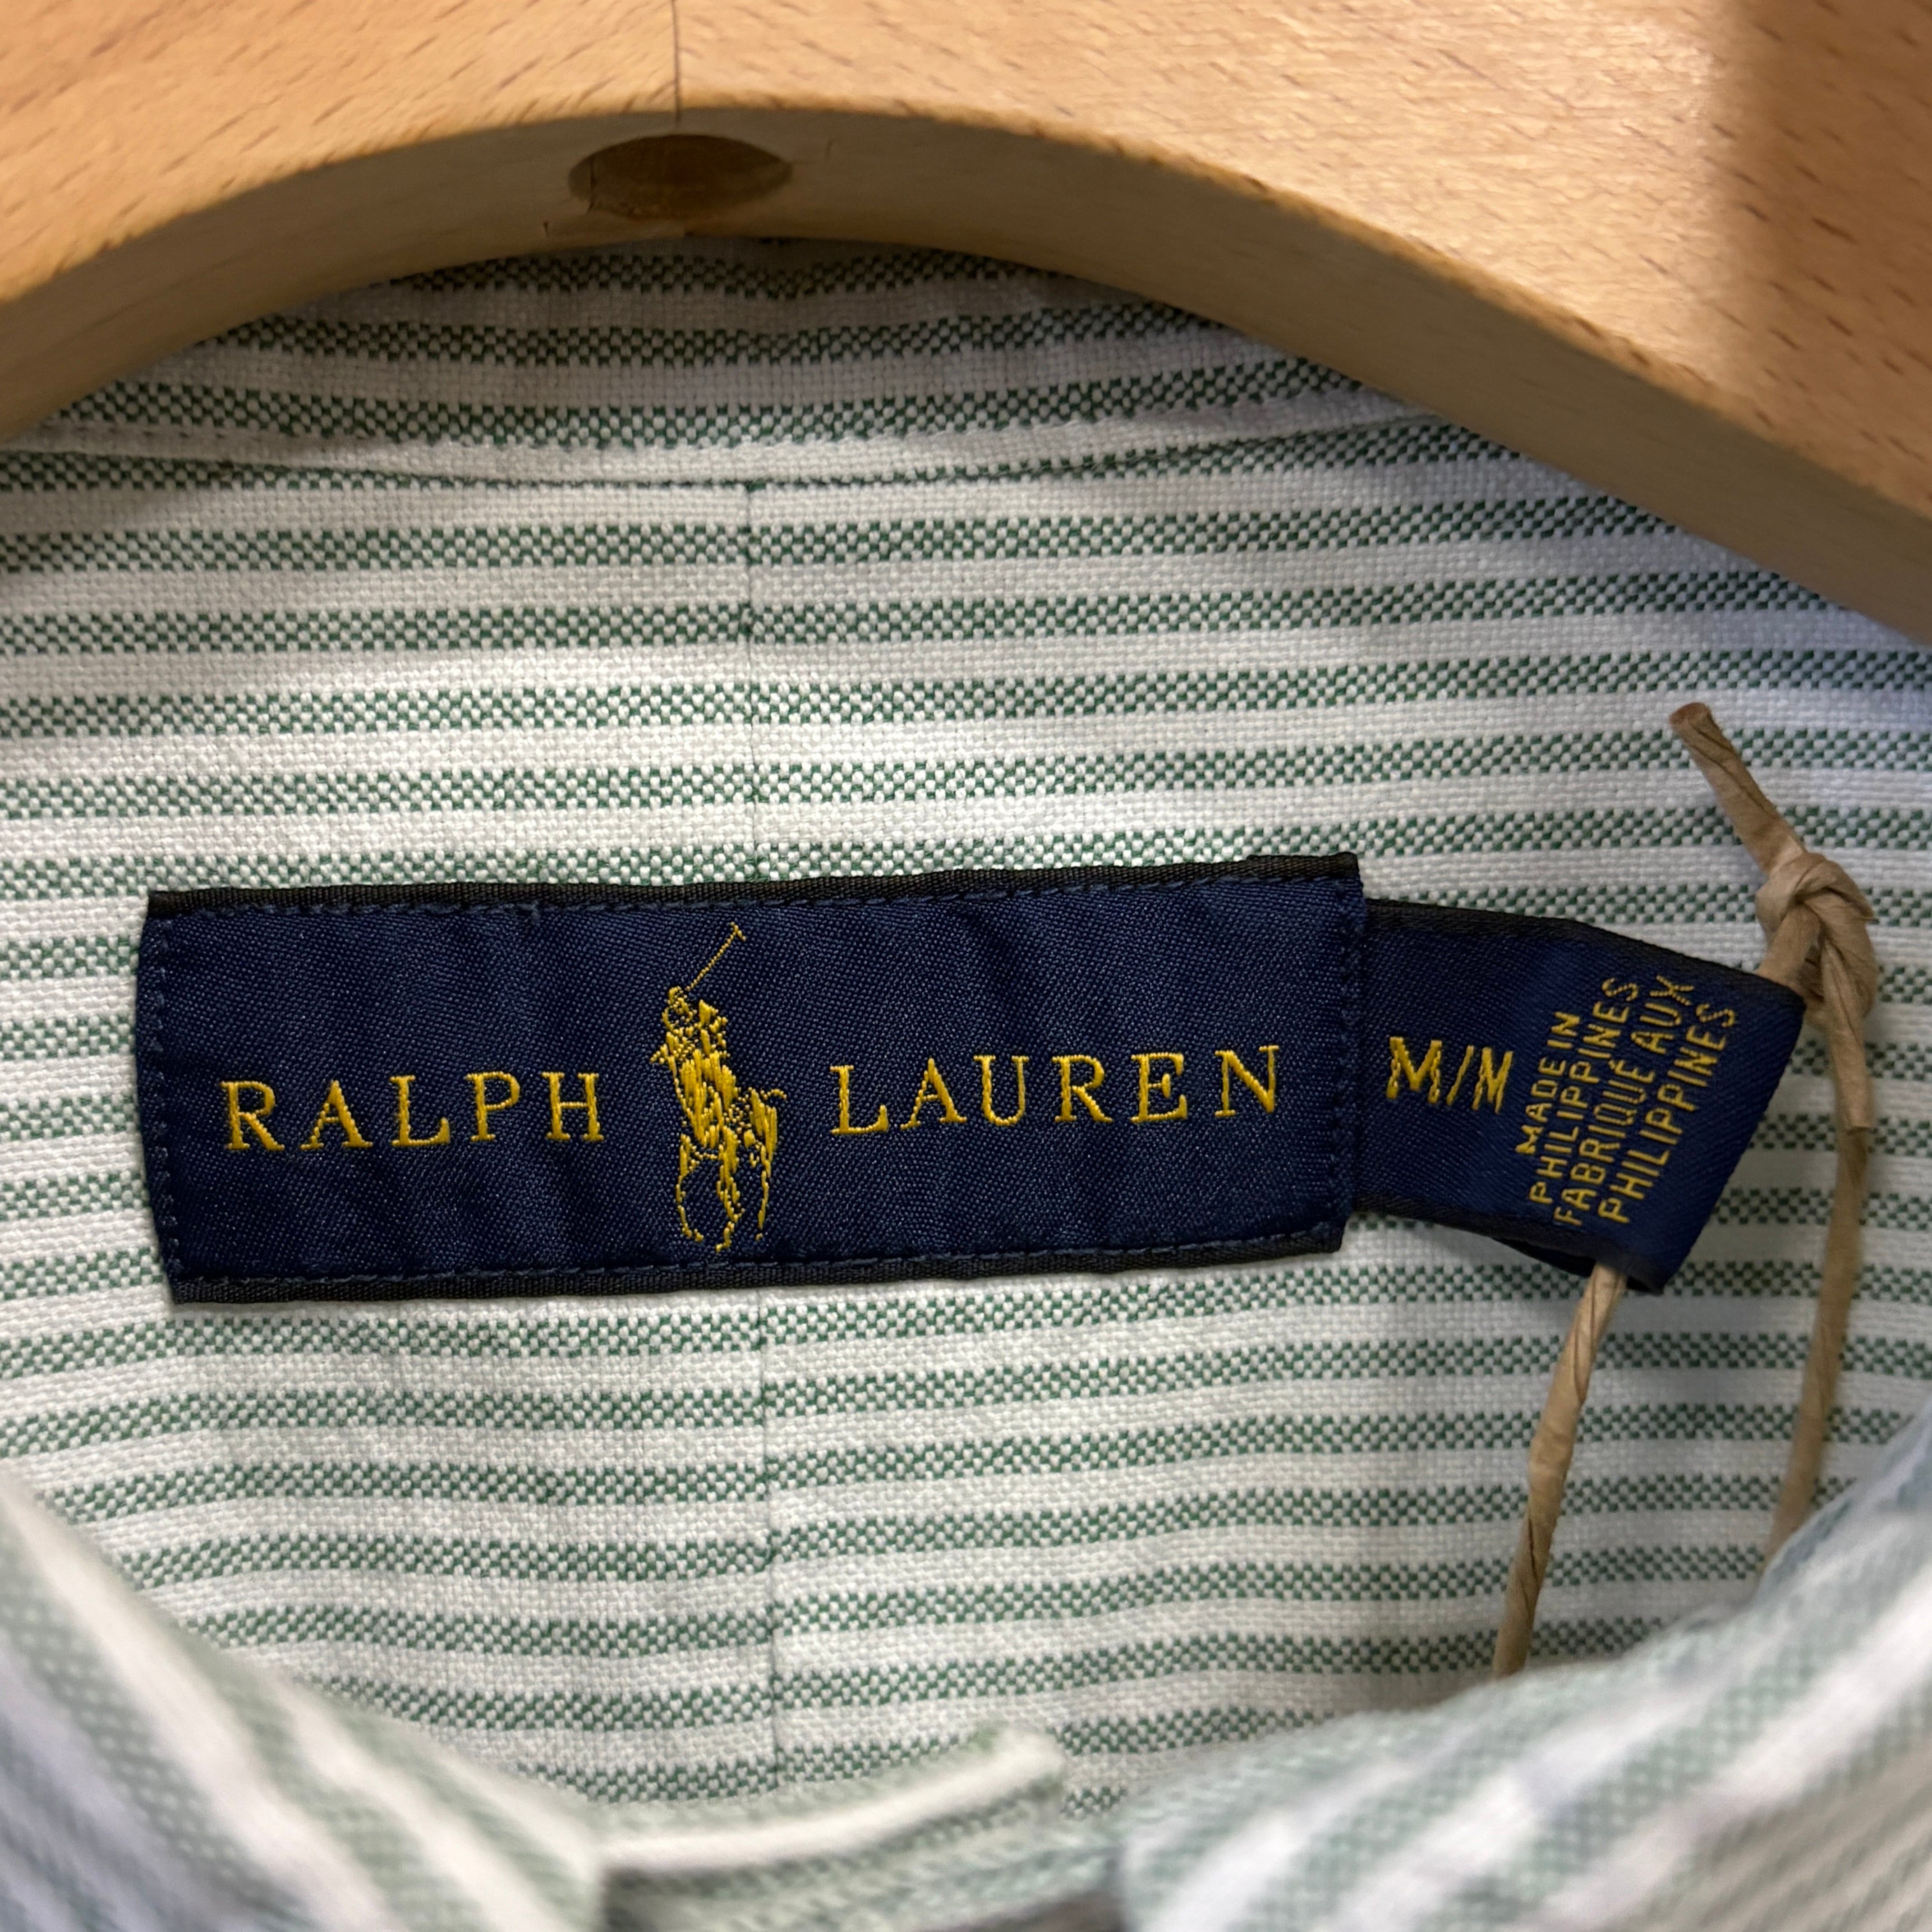 RALPH LAUREN
M/M
MADE IN
PHILIPPINES
FABRIQUÉ AUX
PHILIPPINES